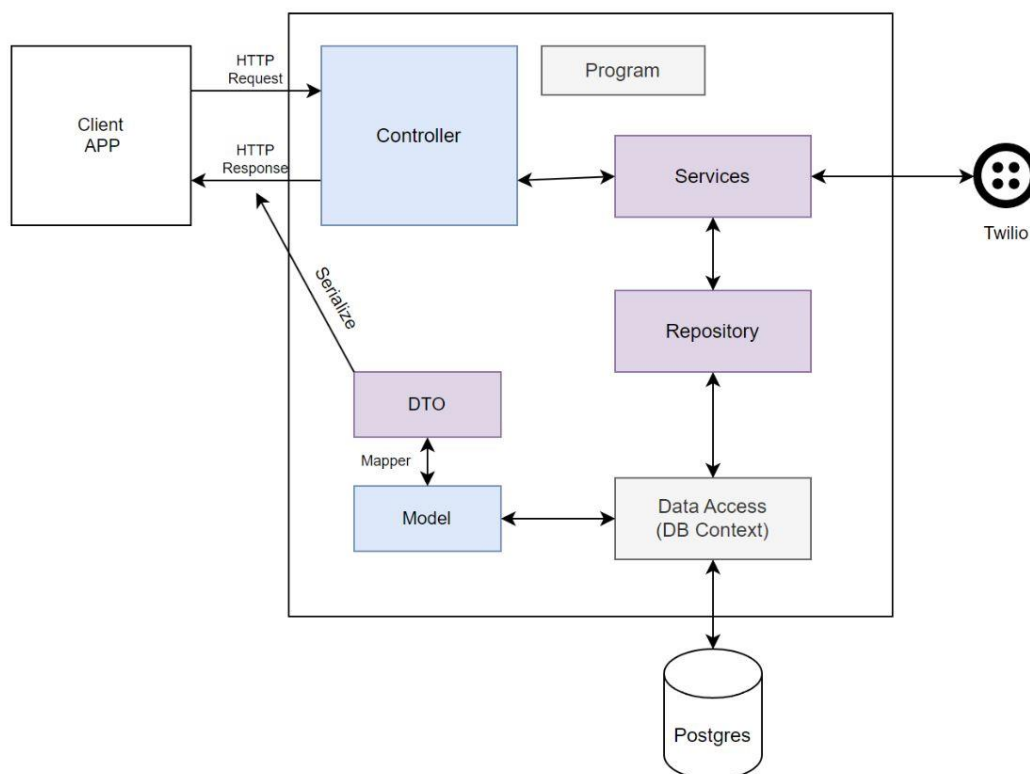 HTTP
Request
Program
Client
APP
Controller
HTTP
Response
Services
Twilio
Serialize
Repository
DTO
Mapper
Model
Data Access
(DB Context)
Postgres